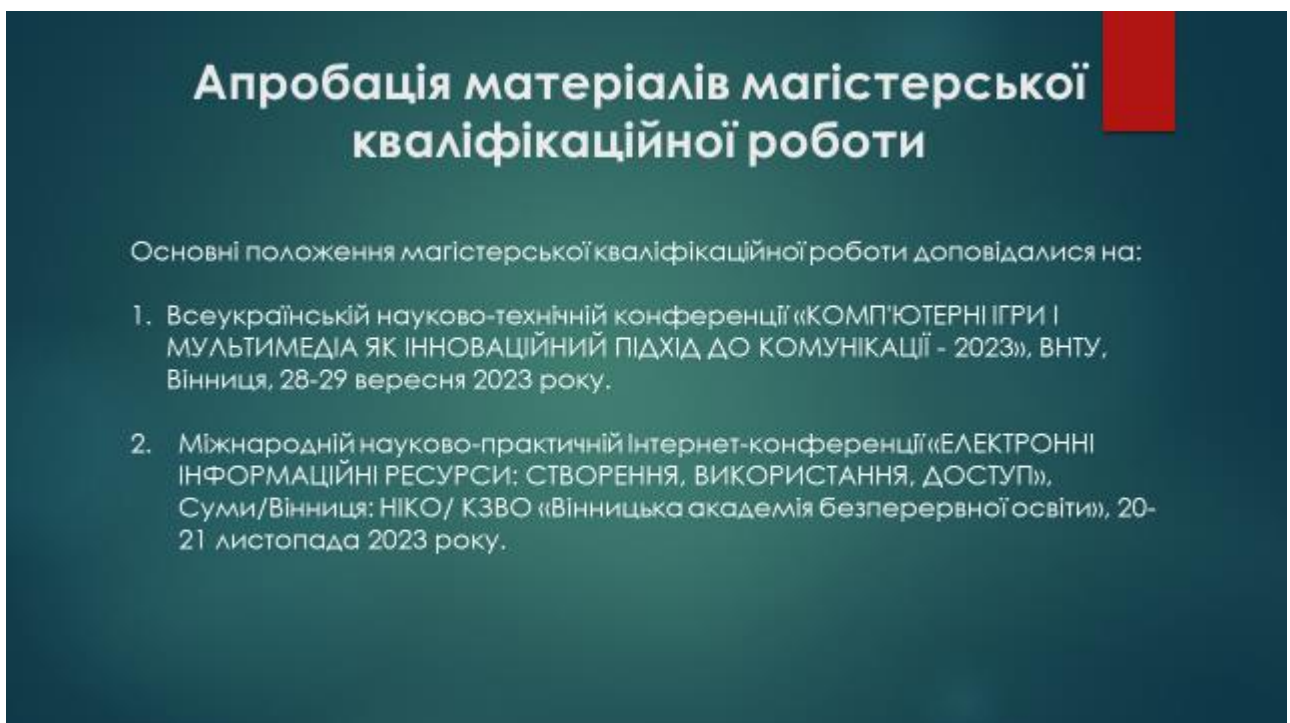 Апробація матеріалів магістерської
кваліфікаційної роботи
Основні положення магістерської кваліфікаційної роботи доповідалися на:
1. Всеукраїнській науково-технічній конференції «КОМП'ЮТЕРНІ ІГРИ І
МУЛЬТИМЕДІА ЯК ІННОВАЦІЙНИЙ ПІДХІД ДО КОМУНІКАЦІЇ - 2023», ВНТУ,
Вінниця, 28-29 вересня 2023 року.
2. Міжнародній науково-практичній Інтернет-конференції «ЕЛЕКТРОННІ
ІНФОРМАЦІЙНІ РЕСУРСИ: СТВОРЕННЯ, ВИКОРИСТАННЯ, ДОСТУП»,
Суми/Вінниця: НІКО/ КЗВО «Вінницька академія безперервної освіти», 20-
21 листопада 2023 року.